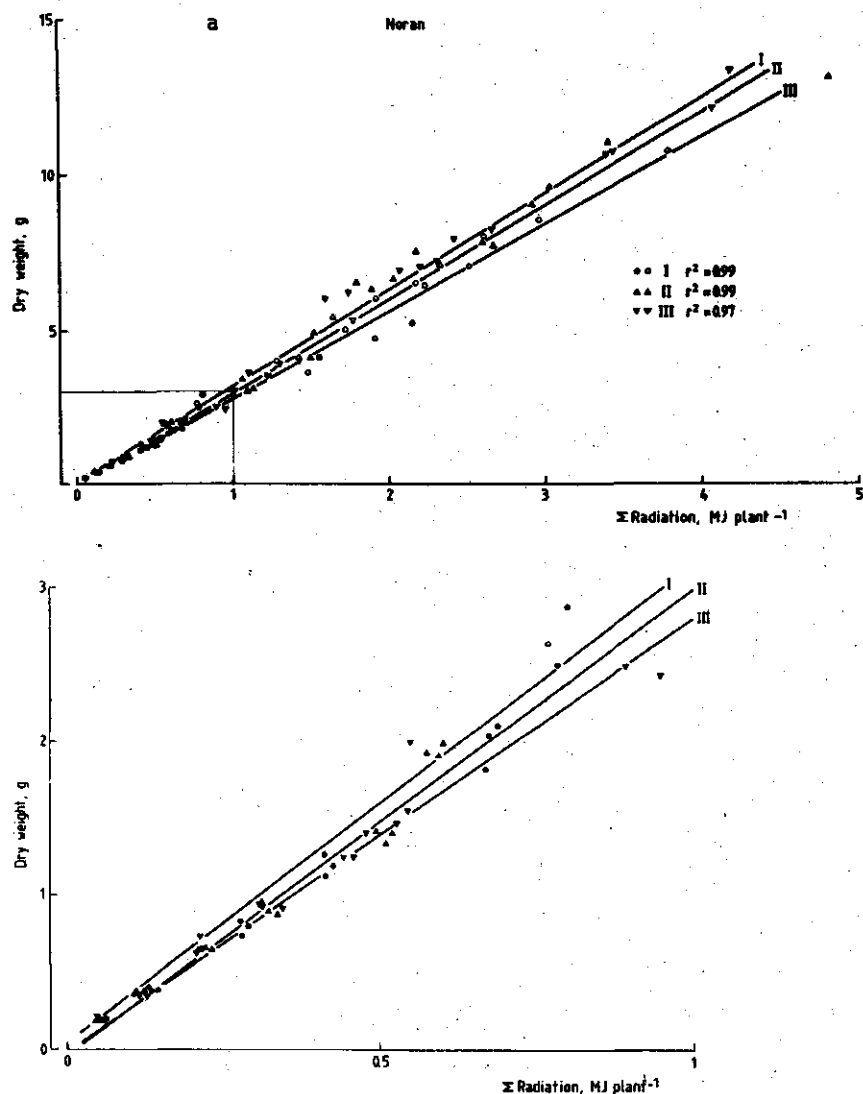 a Noran
15
10
5
0
Dry weight, g
I
II
III
I r² = 0.99
II r² = 0.99
III r² = 0.97
0 1 2 3 4 5
Σ Radiation, MJ plant⁻¹
3
2
1
0
Dry weight, g
I
II
III
0 0.5 1
Σ Radiation, MJ plant⁻¹